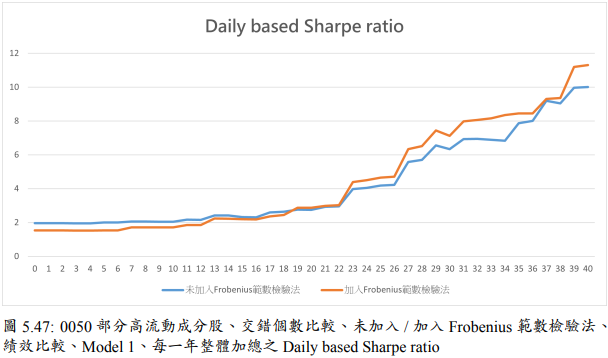 Daily based Sharpe ratio
12
10
8
6
4
2
0
0 1 2 3 4 5 6 7 8 9 10 11 12 13 14 15 16 17 18 19 20 21 22 23 24 25 26 27 28 29 30 31 32 33 34 35 36 37 38 39 40
未加入Frobenius範數檢驗法 加入Frobenius範數檢驗法
圖 5.47: 0050 部分高流動成分股、交錯個數比較、未加入 / 加入 Frobenius 範數檢驗法、
績效比較、Model 1、每一年整體加總之 Daily based Sharpe ratio